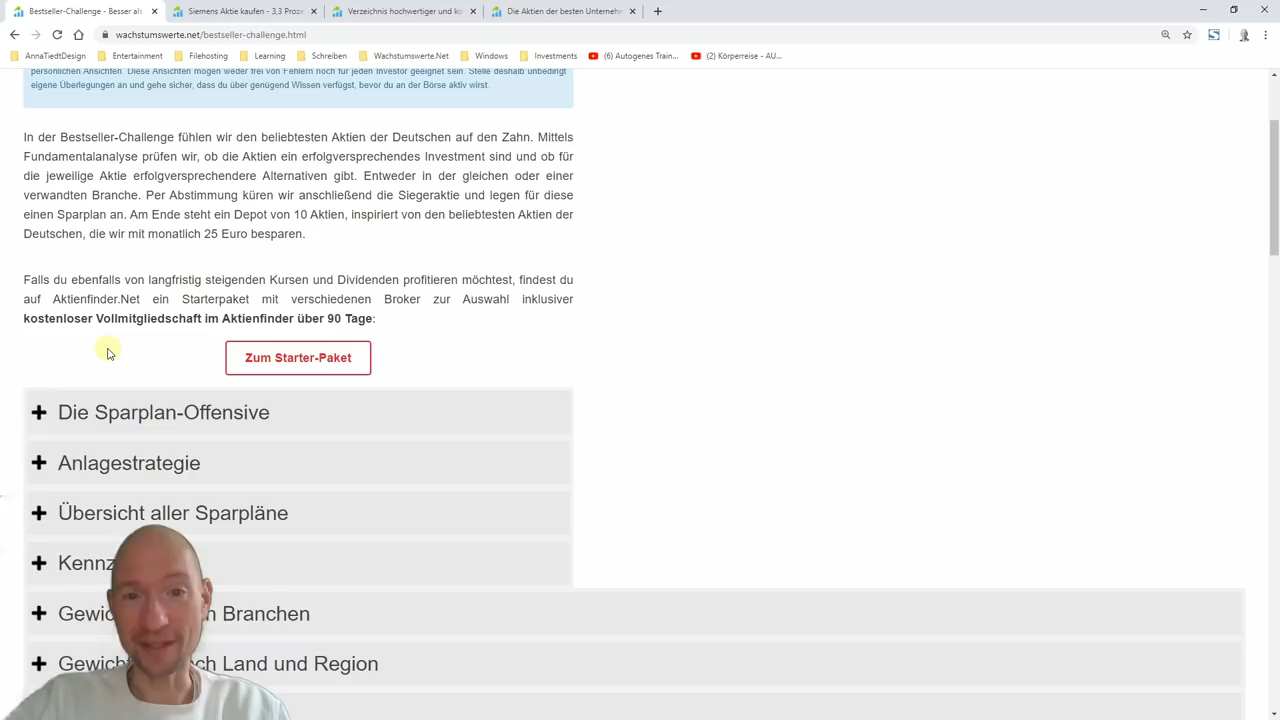 Bestseller-Challenge - Besser als
Siemens Aktie kaufen - 3,3 Proze
Verzeichnis hochwertiger und ko
Die Aktien der besten Unternehm
wachstumswerte.net/bestseller-challenge.html
AnnaTiedtDesign
Entertainment
Filehosting
Learning
Schreiben
Wachstumswerte.Net
Windows
Investments
(6) Autogenes Train...
(2) Körperreise - AU...
persönlichen Ansichten. Diese Ansichten mögen weder frei von Fehlern noch für jeden Investor geeignet sein. Stelle deshalb unbedingt
eigene Überlegungen an und gehe sicher, dass du über genügend Wissen verfügst, bevor du an der Börse aktiv wirst.
In der Bestseller-Challenge fühlen wir den beliebtesten Aktien der Deutschen auf den Zahn. Mittels
Fundamentalanalyse prüfen wir, ob die Aktien ein erfolgversprechendes Investment sind und ob für
die jeweilige Aktie erfolgversprechendere Alternativen gibt. Entweder in der gleichen oder einer
verwandten Branche. Per Abstimmung küren wir anschließend die Siegeraktie und legen für diese
einen Sparplan an. Am Ende steht ein Depot von 10 Aktien, inspiriert von den beliebtesten Aktien der
Deutschen, die wir mit monatlich 25 Euro besparen.
Falls du ebenfalls von langfristig steigenden Kursen und Dividenden profitieren möchtest, findest du
auf Aktienfinder.Net ein Starterpaket mit verschiedenen Broker zur Auswahl inklusiver
kostenloser Vollmitgliedschaft im Aktienfinder über 90 Tage:
Zum Starter-Paket
Die Sparplan-Offensive
Anlagestrategie
Übersicht aller Sparpläne
Kennz
Gewic n Branchen
Gewicht ch Land und Region